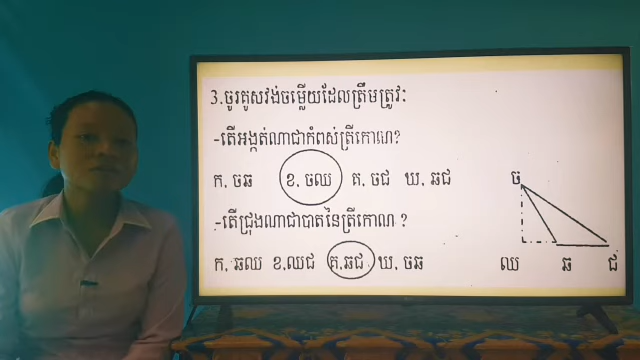 3.ចូរគូសវង់ចម្លើយដែលត្រឹមត្រូវៈ
-តើអង្កត់ណាជាកំពស់ត្រីកោណ?
ក. ចឆ ខ. ចឈ គ. ចជ ឃ. ឆជ
-តើជ្រុងណាជាបាតនៃត្រីកោណ ?
ក. ឆឈ ខ.ឈជ គ.ឆជ ឃ. ចឆ
ច
ឈ ឆ ជ